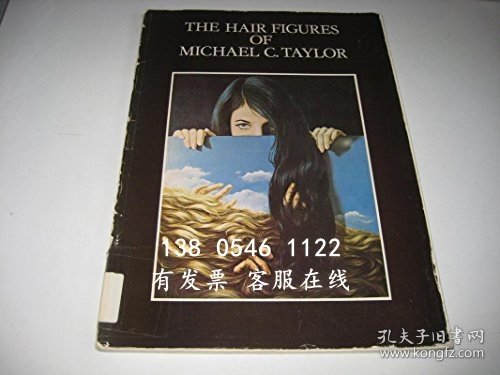 THE HAIR FIGURES
OF
MICHAEL C. TAYLOR
138 0546 1122
有发票 客服在线
孔夫子旧书网
www.kongfz.com